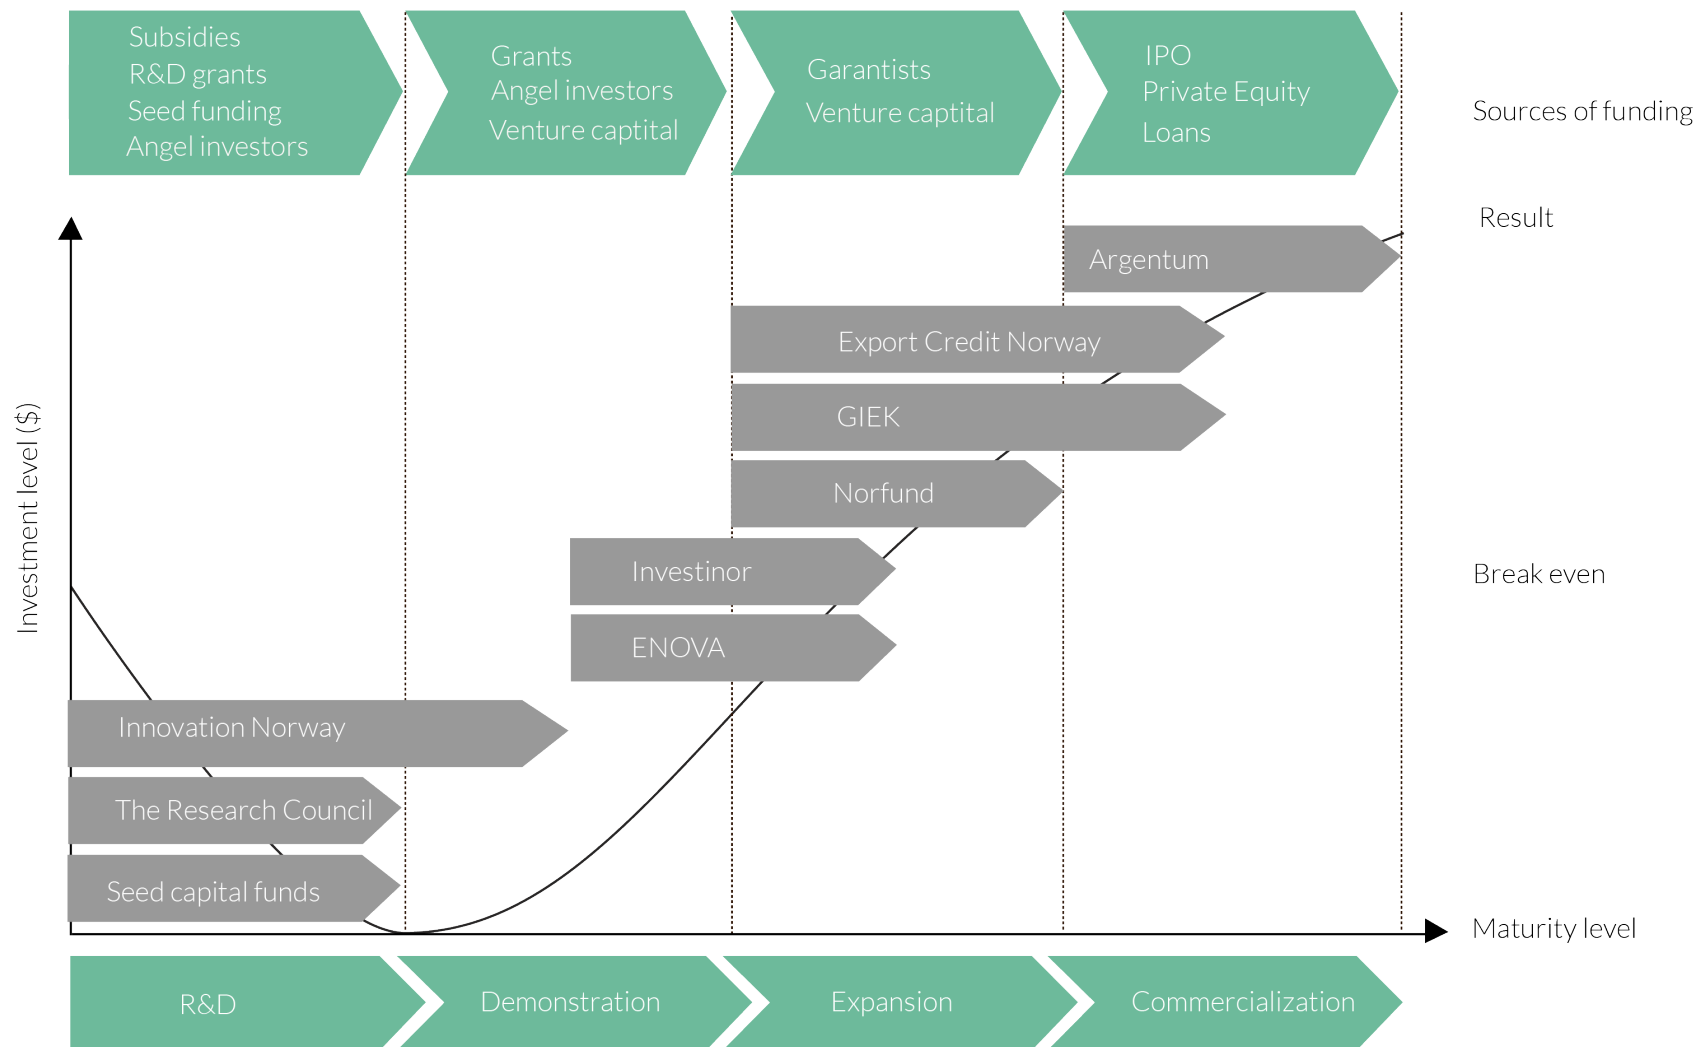 Subsidies
R&D grants
Seed funding
Angel investors
Grants
Angel investors
Venture captital
Garantists
Venture captital
IPO
Private Equity
Loans
Sources of funding
Result
Argentum
Export Credit Norway
GIEK
Norfund
Investinor
Break even
ENOVA
Investment level ($)
Innovation Norway
The Research Council
Seed capital funds
Maturity level
R&D
Demonstration
Expansion
Commercialization